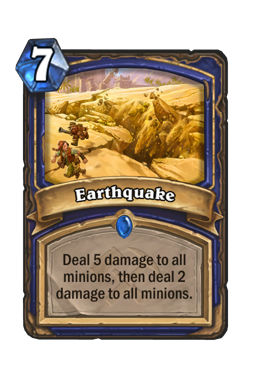 7
Earthquake
Deal 5 damage to all
minions, then deal 2
damage to all minions.